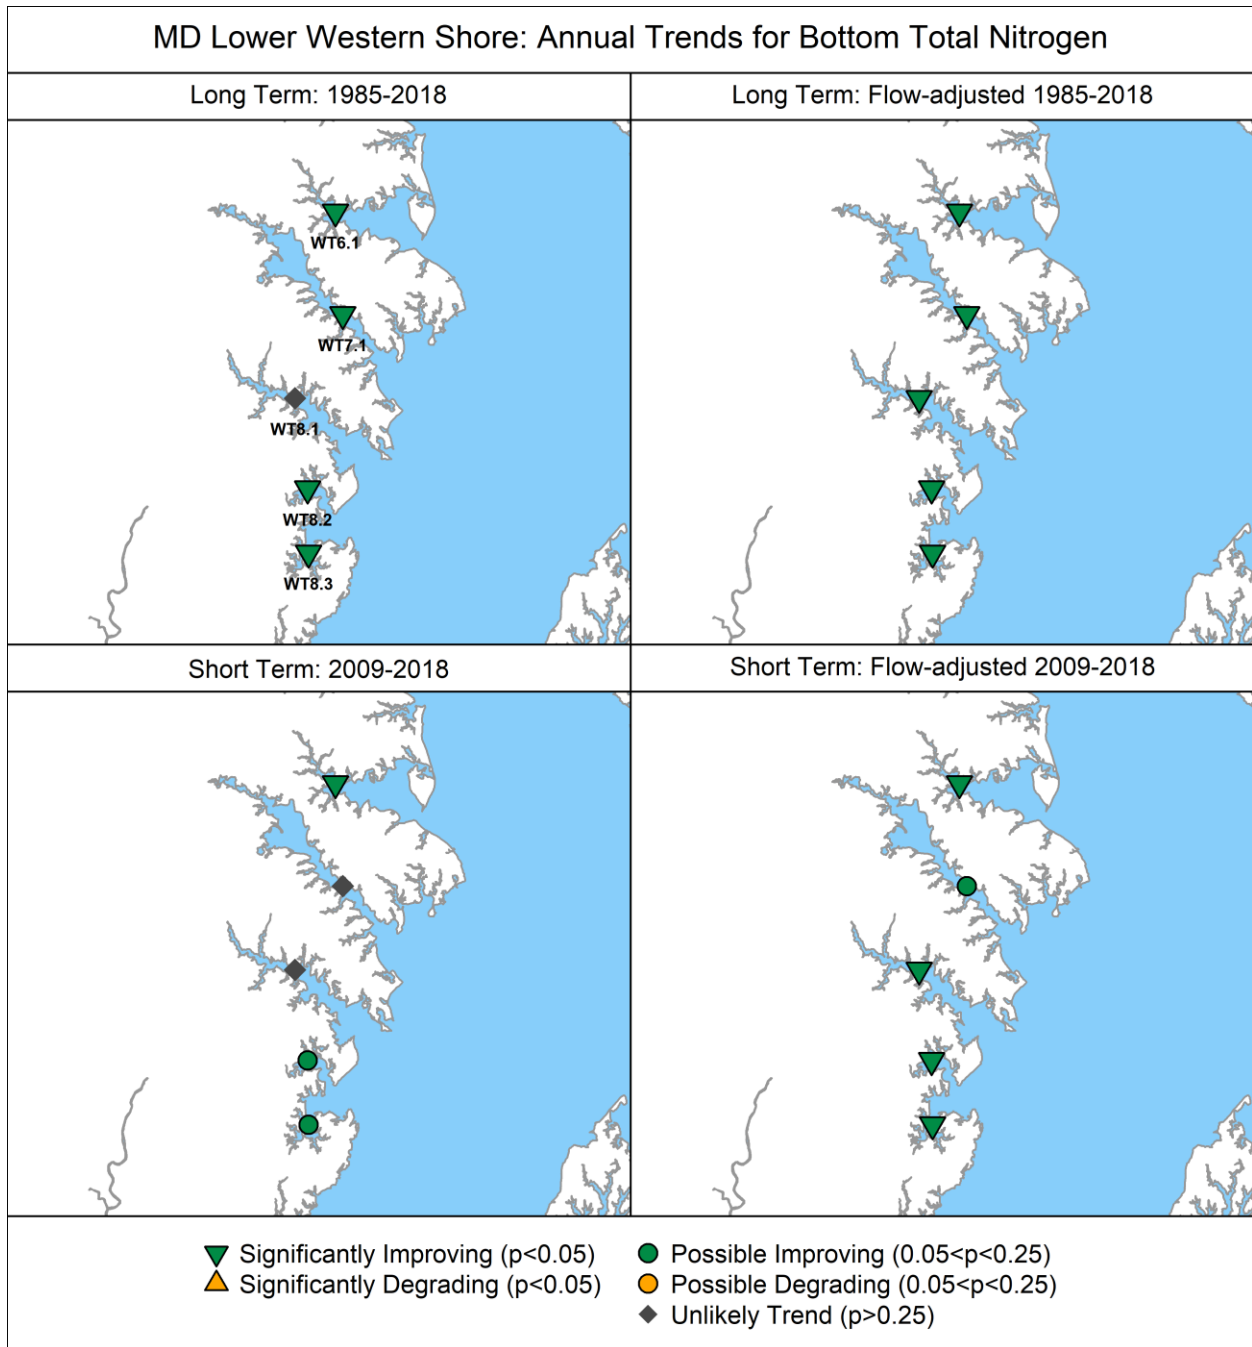 MD Lower Western Shore: Annual Trends for Bottom Total Nitrogen
Long Term: 1985-2018
Long Term: Flow-adjusted 1985-2018
WT6.1
WT7.1
WT8.1
WT8.2
WT8.3
Short Term: 2009-2018
Short Term: Flow-adjusted 2009-2018
Significantly Improving (p<0.05)
Significantly Degrading (p<0.05)
Possible Improving (0.05<p<0.25)
Possible Degrading (0.05<p<0.25)
Unlikely Trend (p>0.25)